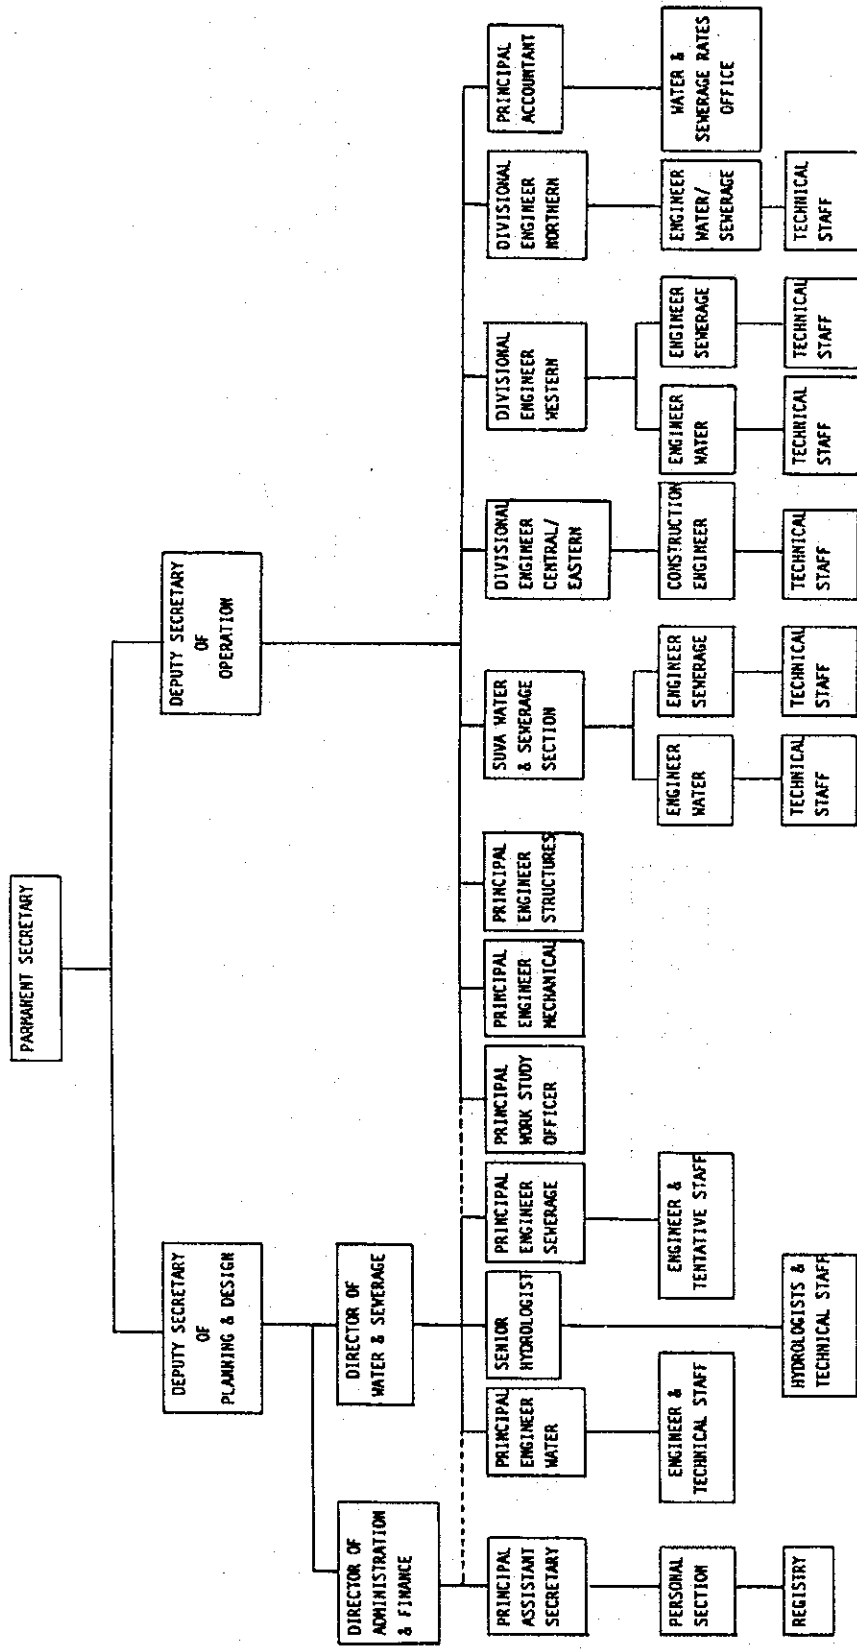 PARMANENT SECRETARY
DEPUTY SECRETARY
OF
PLANNING & DESIGN
DEPUTY SECRETARY
OF
OPERATION
DIRECTOR OF
ADMINISTRATION
& FINANCE
DIRECTOR OF
WATER & SEWERAGE
PRINCIPAL
ASSISTANT
SECRETARY
PRINCIPAL
ENGINEER
WATER
SENIOR
HYDROLOGIST
PRINCIPAL
ENGINEER
SEWERAGE
PRINCIPAL
WORK STUDY
OFFICER
PRINCIPAL
ENGINEER
MECHANICAL
PRINCIPAL
ENGINEER
STRUCTURES
SUVA WATER
& SEWERAGE
SECTION
DIVISIONAL
ENGINEER
CENTRAL/
EASTERN
DIVISIONAL
ENGINEER
WESTERN
DIVISIONAL
ENGINEER
NORTHERN
PRINCIPAL
ACCOUNTANT
PERSONAL
SECTION
ENGINEER &
TECHNICAL STAFF
ENGINEER &
TENTATIVE STAFF
ENGINEER
WATER
ENGINEER
SEWERAGE
CONSTRUCTION
ENGINEER
ENGINEER
WATER
ENGINEER
SEWERAGE
ENGINEER
WATER/
SEWERAGE
WATER &
SEWERAGE RATES
OFFICE
REGISTRY
HYDROLOGISTS &
TECHNICAL STAFF
TECHNICAL
STAFF
TECHNICAL
STAFF
TECHNICAL
STAFF
TECHNICAL
STAFF
TECHNICAL
STAFF
TECHNICAL
STAFF